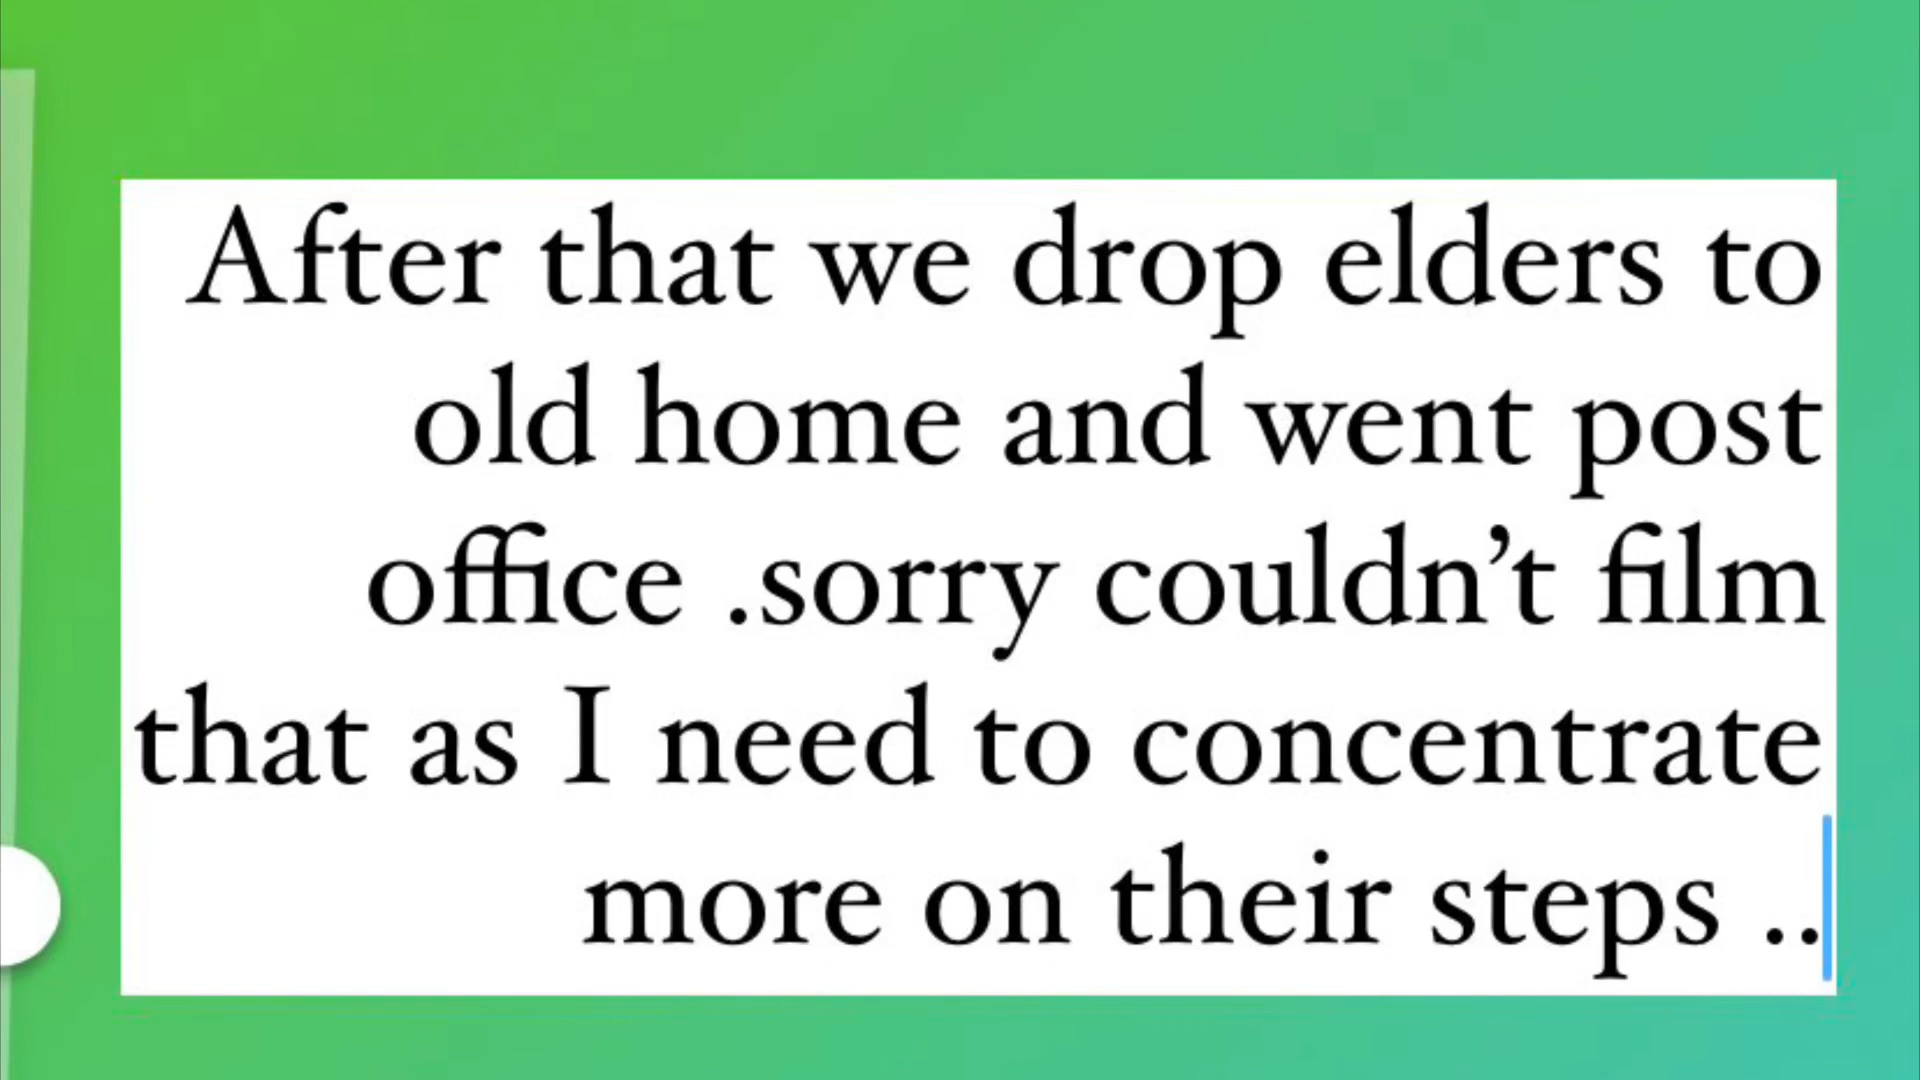 After that we drop elders to
old home and went post
office .sorry couldn’t film
that as I need to concentrate
more on their steps ..